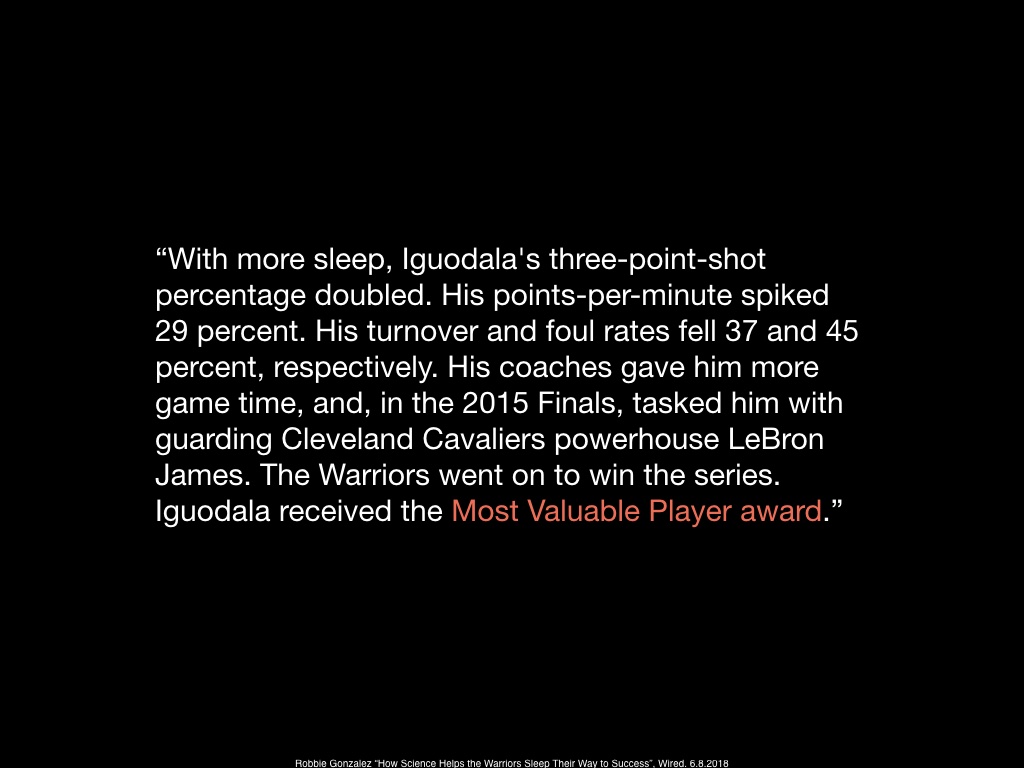 “With more sleep, Iguodala's three-point-shot
percentage doubled. His points-per-minute spiked
29 percent. His turnover and foul rates fell 37 and 45
percent, respectively. His coaches gave him more
game time, and, in the 2015 Finals, tasked him with
guarding Cleveland Cavaliers powerhouse LeBron
James. The Warriors went on to win the series.
Iguodala received the Most Valuable Player award.”
Robbie Gonzalez “How Science Helps the Warriors Sleep Their Way to Success”, Wired. 6.8.2018